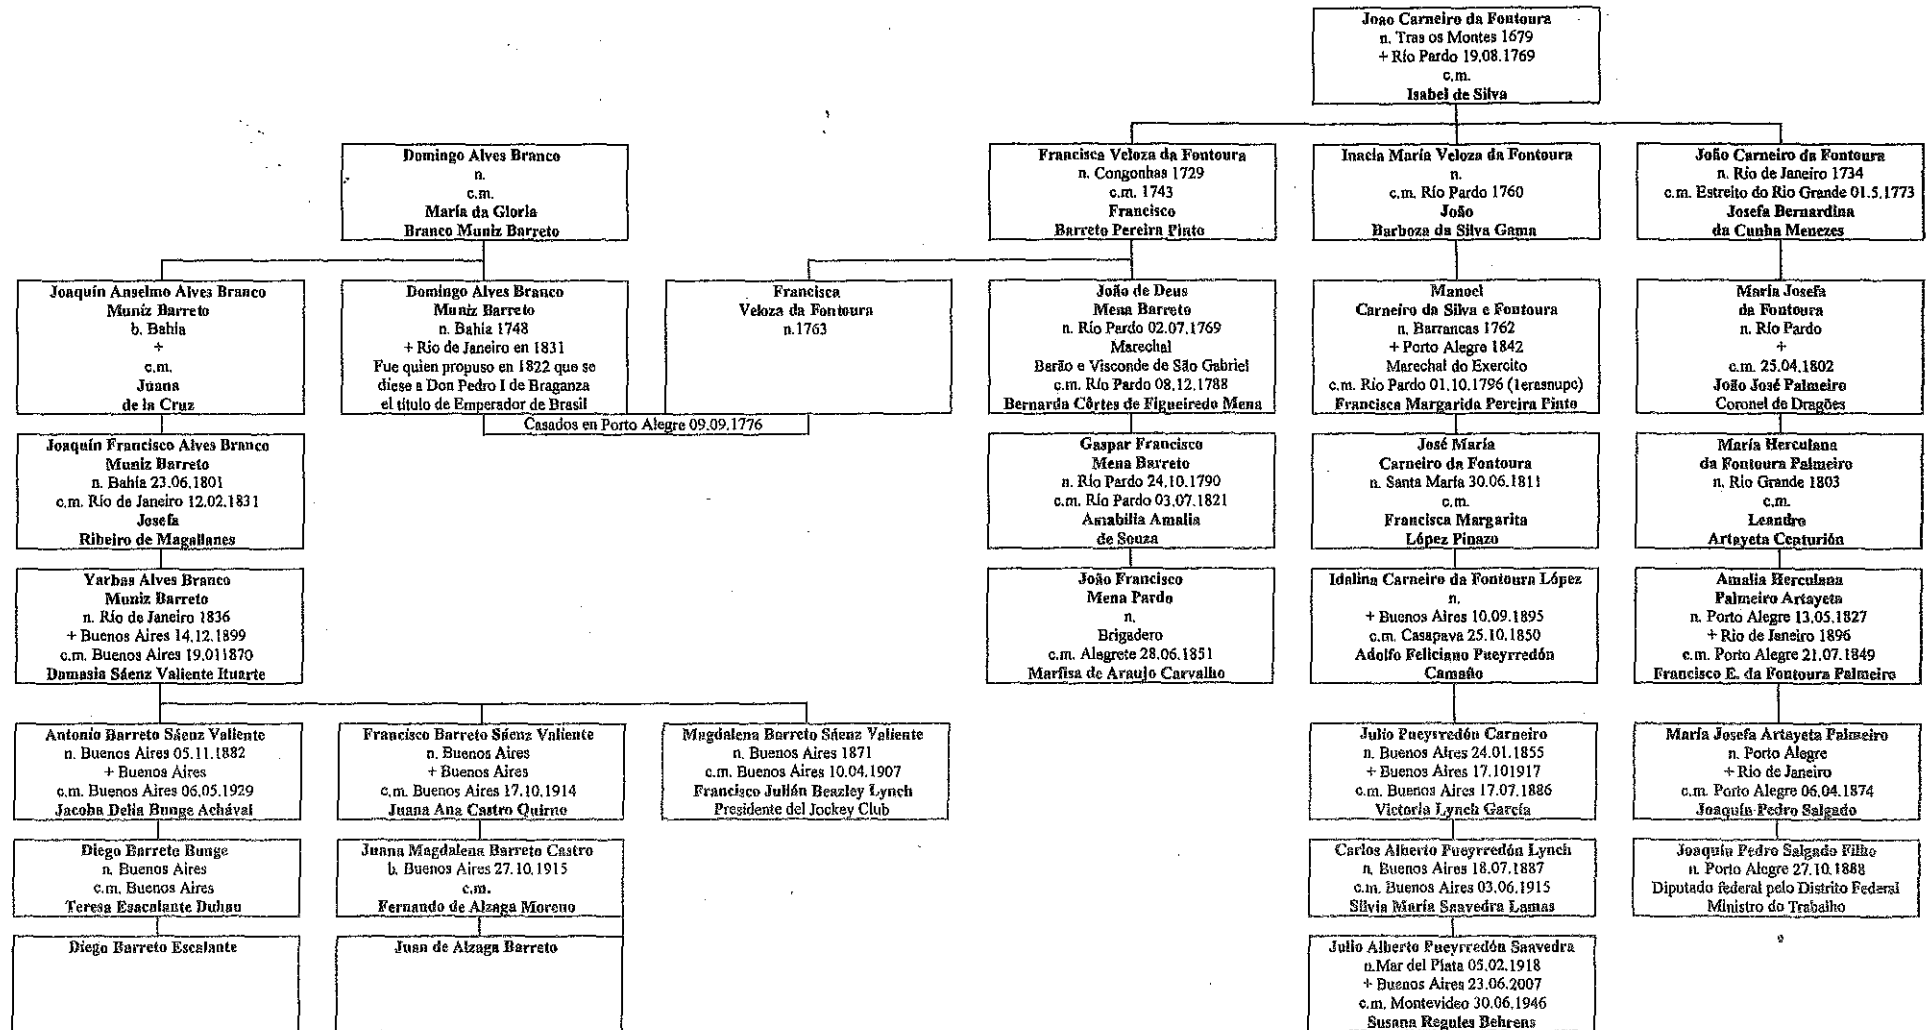 João Carneiro da Fontoura
n. Tras os Montes 1679
+ Río Pardo 19.08.1769
c.m.
Isabel de Silva
Domingo Alves Branco
n.
c.m.
María da Gloria
Branco Muniz Barreto
Francisca Veloza da Fontoura
n. Congonhas 1729
c.m. 1743
Francisco
Barreto Pereira Pinto
Inacia María Veloza da Fontoura
n.
c.m. Río Pardo 1760
João
Barboza da Silva Gama
João Carneiro da Fontoura
n. Río de Janeiro 1734
c.m. Estreito do Rio Grande 01.5.1773
Josefa Bernardina
da Cunha Menezes
Joaquín Anselmo Alves Branco
Muniz Barreto
b. Bahía
+
c.m.
Juana
de la Cruz
Domingo Alves Branco
Muniz Barreto
n. Bahía 1748
+ Río de Janeiro en 1831
Fue quien propuso en 1822 que se
diese a Don Pedro I de Braganza
el título de Emperador de Brasil
Francisca
Veloza da Fontoura
n.1763
Casados en Porto Alegre 09.09.1776
João de Deus
Mena Barreto
n. Río Pardo 02.07.1769
Marechal
Barão e Visconde de São Gabriel
c.m. Río Pardo 08.12.1788
Bernarda Côrtes de Figueiredo Mena
Manoel
Carneiro da Silva e Fontoura
n. Barrancas 1762
+ Porto Alegre 1842
Marechal do Exercito
c.m. Río Pardo 01.10.1796 (1erasnupc)
Francisca Margarida Pereira Pinto
María Josefa
da Fontoura
n. Río Pardo
+
c.m. 25.04.1802
João José Palmeiro
Coronel de Dragões
Joaquín Francisco Alves Branco
Muniz Barreto
n. Bahía 23.06.1801
c.m. Río de Janeiro 12.02.1831
Josefa
Ribeiro de Magallanes
Gaspar Francisco
Mena Barreto
n. Río Pardo 24.10.1790
c.m. Río Pardo 03.07.1821
Amabilia Amalia
de Souza
José María
Carneiro da Fontoura
n. Santa María 30.06.1811
c.m.
Francisca Margarita
López Pinazo
María Herculana
da Fontoura Palmeiro
n. Rio Grande 1803
c.m.
Leandro
Artayeta Centurión
Yarbas Alves Branco
Muniz Barreto
n. Río de Janeiro 1836
+ Buenos Aires 14.12.1899
c.m. Buenos Aires 19.011870
Damasia Sáenz Valiente Ituarte
João Francisco
Mena Pardo
n.
Brigadero
c.m. Alegrete 28.06.1851
Marfisa de Araujo Carvalho
Idalina Carneiro da Fontoura López
n.
+ Buenos Aires 10.09.1895
c.m. Casapava 25.10.1850
Adolfo Feliciano Pueyrredón
Camaño
Amalia Herculana
Palmeiro Artayeta
n. Porto Alegre 13.05.1827
+ Rio de Janeiro 1896
c.m. Porto Alegre 21.07.1849
Francisco E. da Fontoura Palmeiro
Antonio Barreto Sáenz Valiente
n. Buenos Aires 05.11.1882
+ Buenos Aires
c.m. Buenos Aires 06.05.1929
Jacoba Delia Bunge Achával
Francisco Barreto Sáenz Valiente
n. Buenos Aires
+ Buenos Aires
c.m. Buenos Aires 17.10.1914
Juana Ana Castro Quirno
Magdalena Barreto Sáenz Valiente
n. Buenos Aires 1871
c.m. Buenos Aires 10.04.1907
Francisco Julián Beazley Lynch
Presidente del Jockey Club
Julio Pueyrredón Carneiro
n. Buenos Aires 24.01.1855
+ Buenos Aires 17.101917
c.m. Buenos Aires 17.07.1886
Victoria Lynch García
María Josefa Artayeta Palmeiro
n. Porto Alegre
+ Rio de Janeiro
c.m. Porto Alegre 06.04.1874
Joaquín Pedro Salgado
Diego Barreto Bunge
n. Buenos Aires
c.m. Buenos Aires
Teresa Esacalante Duhau
Juana Magdalena Barreto Castro
b. Buenos Aires 27.10.1915
c.m.
Fernando de Alzaga Moreno
Carlos Alberto Pueyrredón Lynch
n. Buenos Aires 18.07.1887
c.m. Buenos Aires 03.06.1915
Silvia María Saavedra Lamas
Joaquín Pedro Salgado Filho
n. Porto Alegre 27.10.1888
Diputado federal pelo Distrito Federal
Ministro do Trabalho
Diego Barreto Escalante
Juan de Alzaga Barreto
Julio Alberto Pueyrredón Saavedra
n.Mar del Plata 05.02.1918
+ Buenos Aires 23.06.2007
c.m. Montevideo 30.06.1946
Susana Regules Behrens